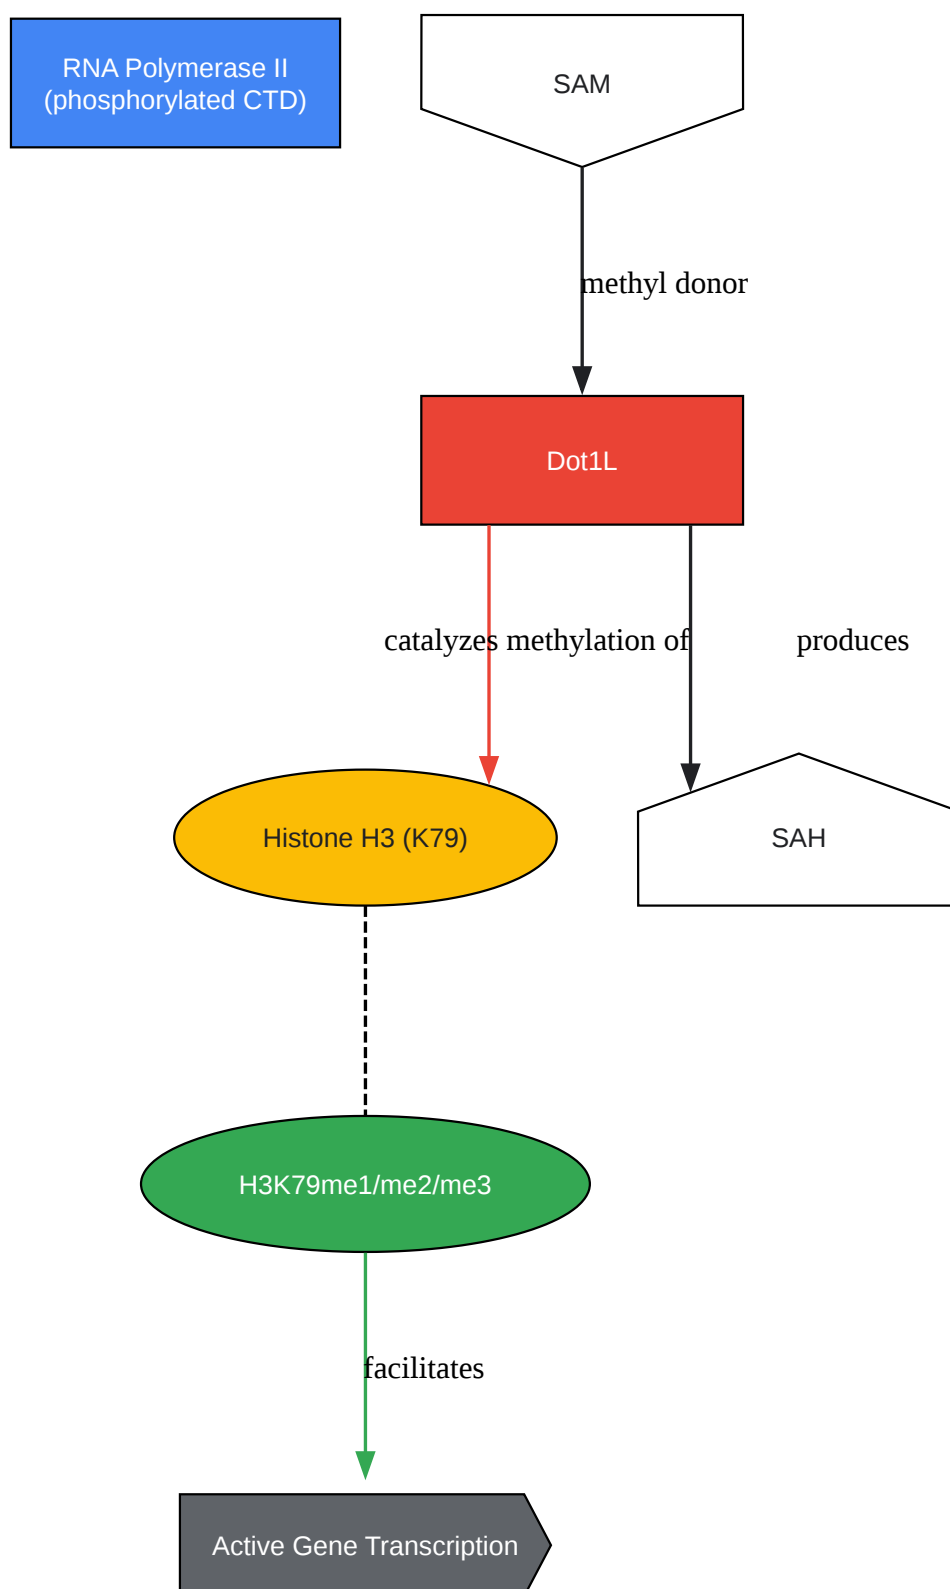 RNA Polymerase II
(phosphorylated CTD)
SAM
methyl donor
Dot1L
catalyzes methylation of
produces
Histone H3 (K79)
SAH
H3K79me1/me2/me3
facilitates
Active Gene Transcription